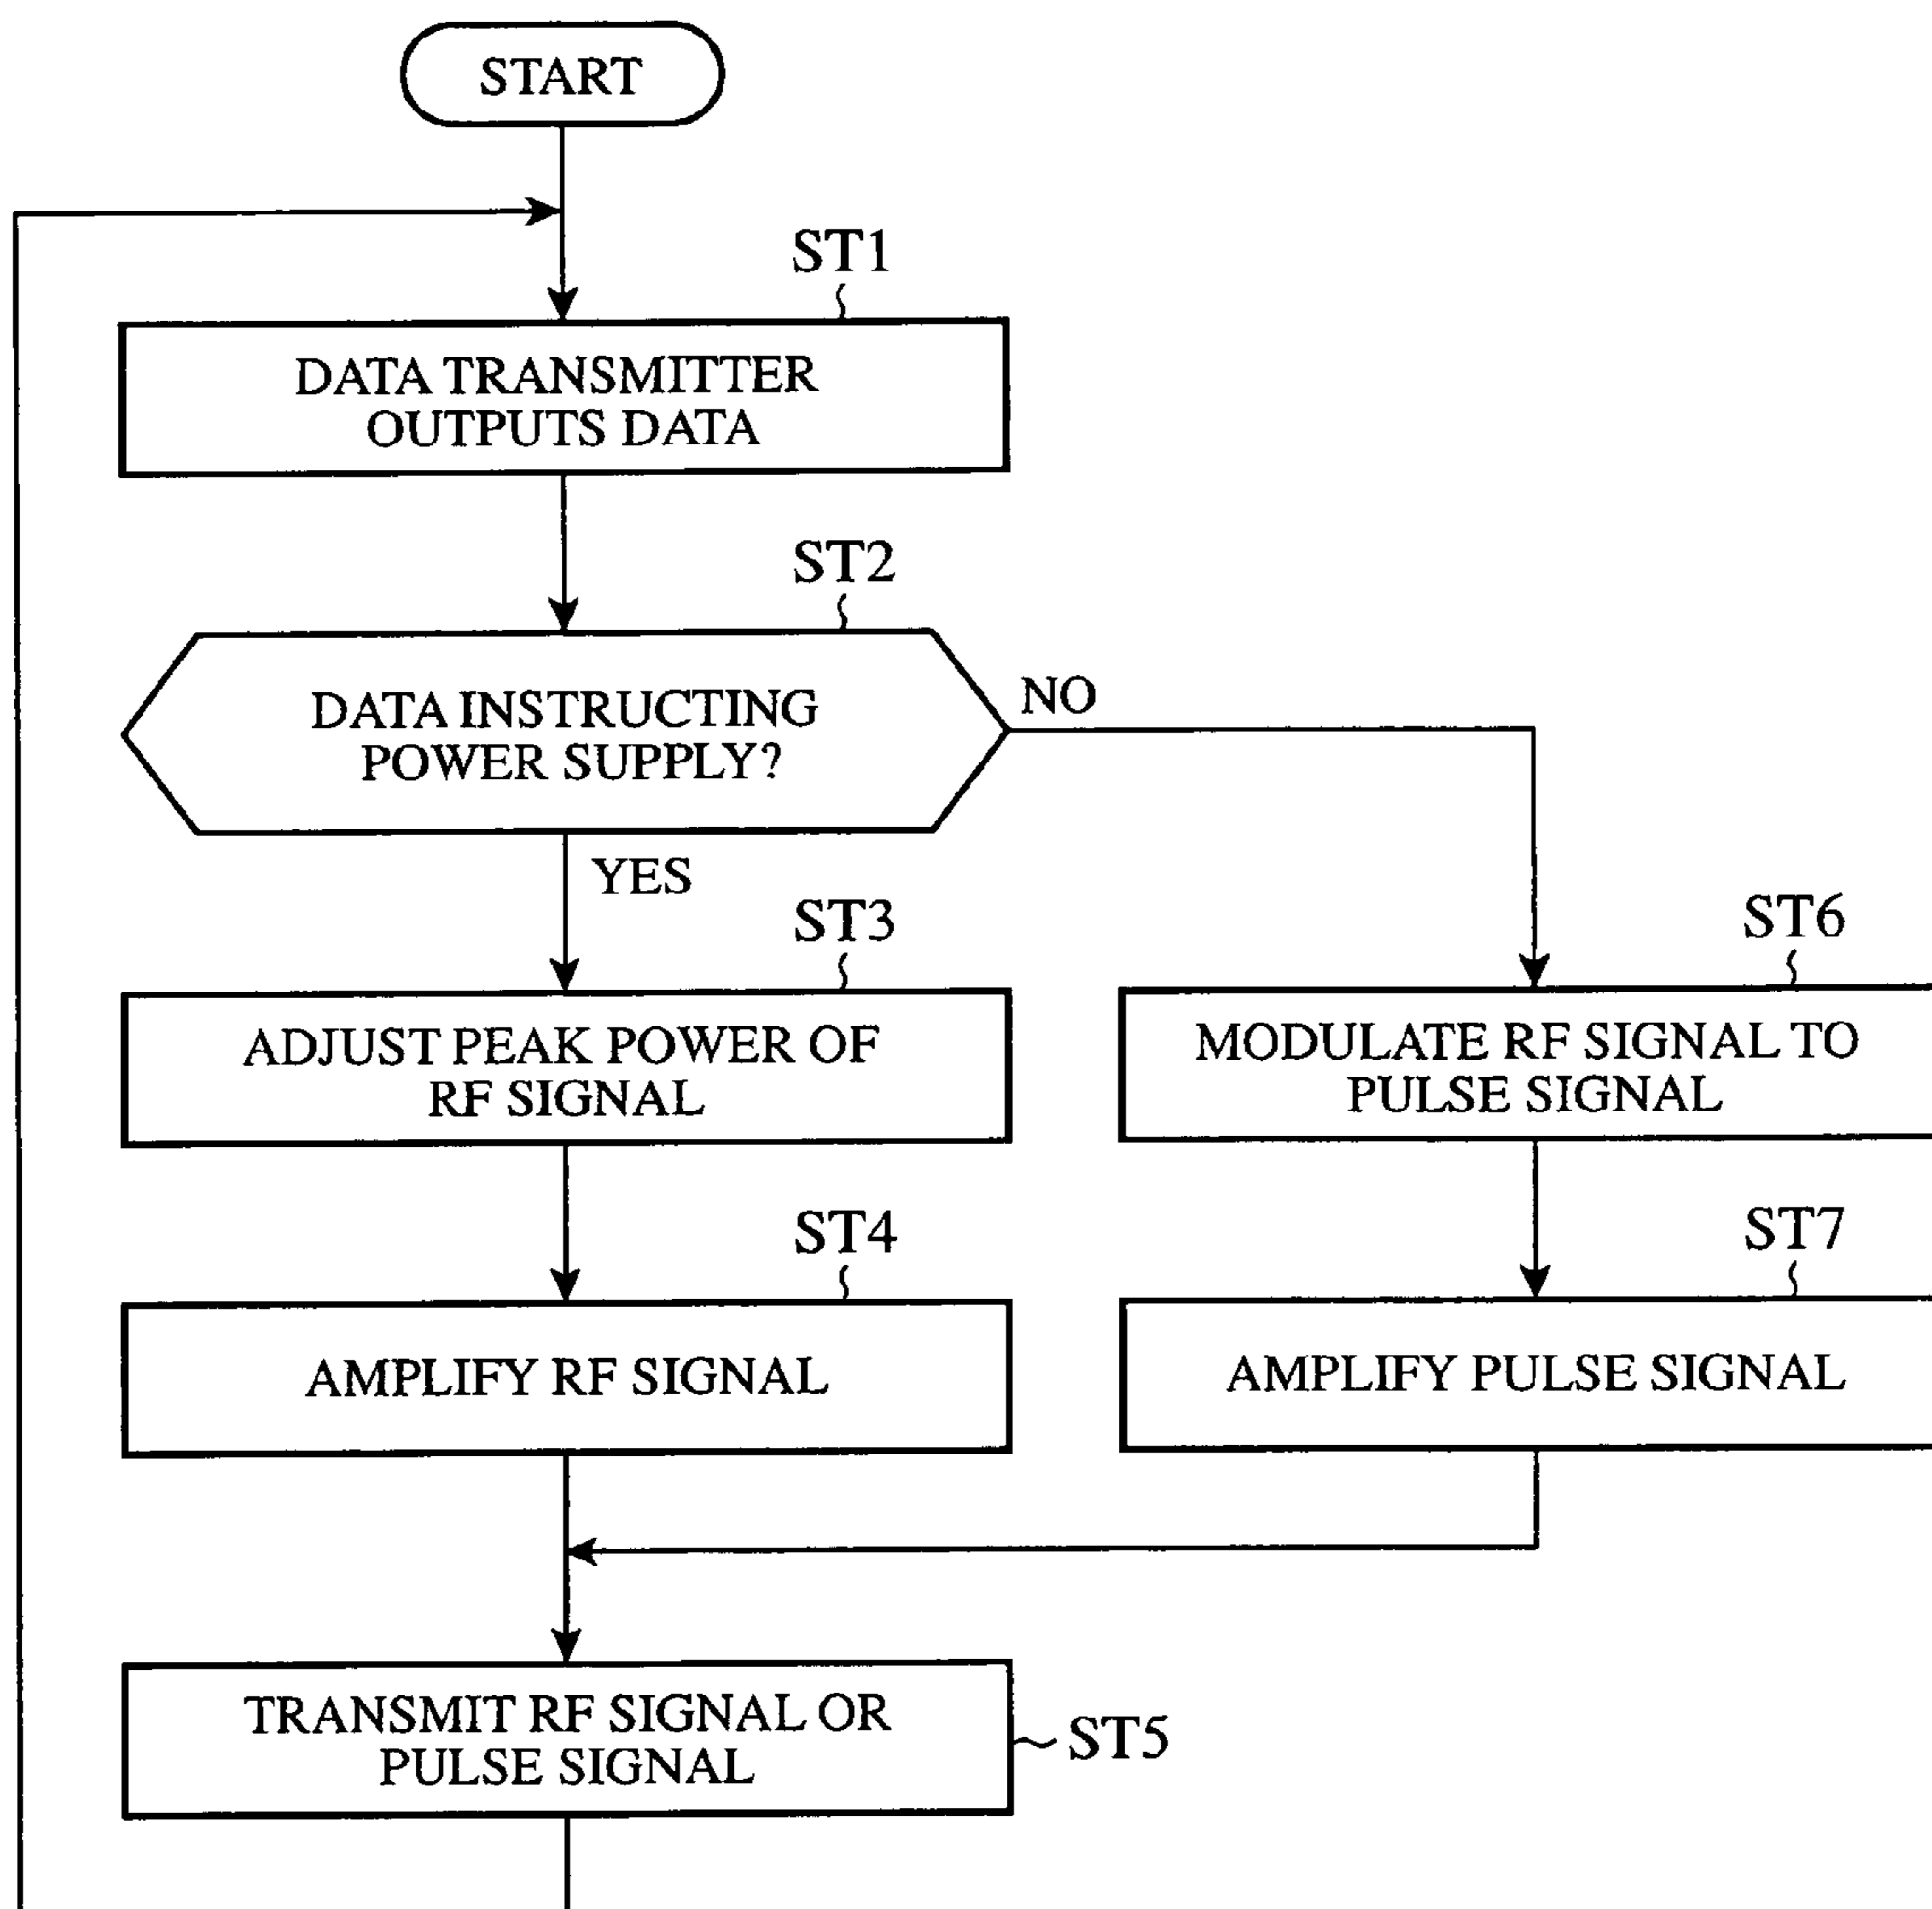 START
ST1
DATA TRANSMITTER
OUTPUTS DATA
ST2
DATA INSTRUCTING
POWER SUPPLY?
NO
YES
ST3
ADJUST PEAK POWER OF
RF SIGNAL
ST6
MODULATE RF SIGNAL TO
PULSE SIGNAL
ST4
AMPLIFY RF SIGNAL
ST7
AMPLIFY PULSE SIGNAL
TRANSMIT RF SIGNAL OR
PULSE SIGNAL
ST5